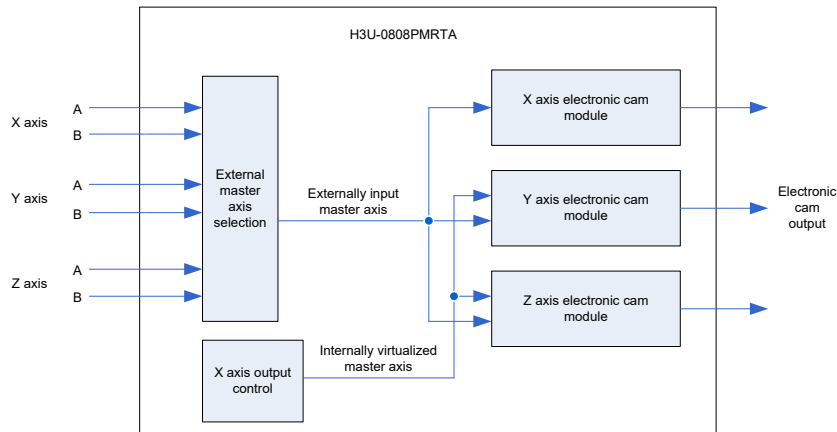 H3U-0808PMRTA
X axis
A
B
Y axis
A
B
Z axis
A
B
External
master
axis
selection
Externally input
master axis
X axis output
control
Internally virtualized
master axis
X axis electronic cam
module
Y axis electronic cam
module
Z axis electronic cam
module
Electronic
cam
output